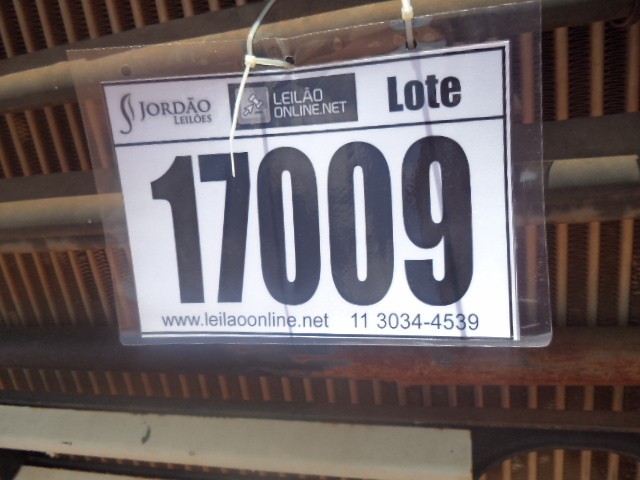 JORDÃO LEILÕES LEILÃO ONLINE.NET Lote
17009
www.leilaoonline.net 11 3034-4539